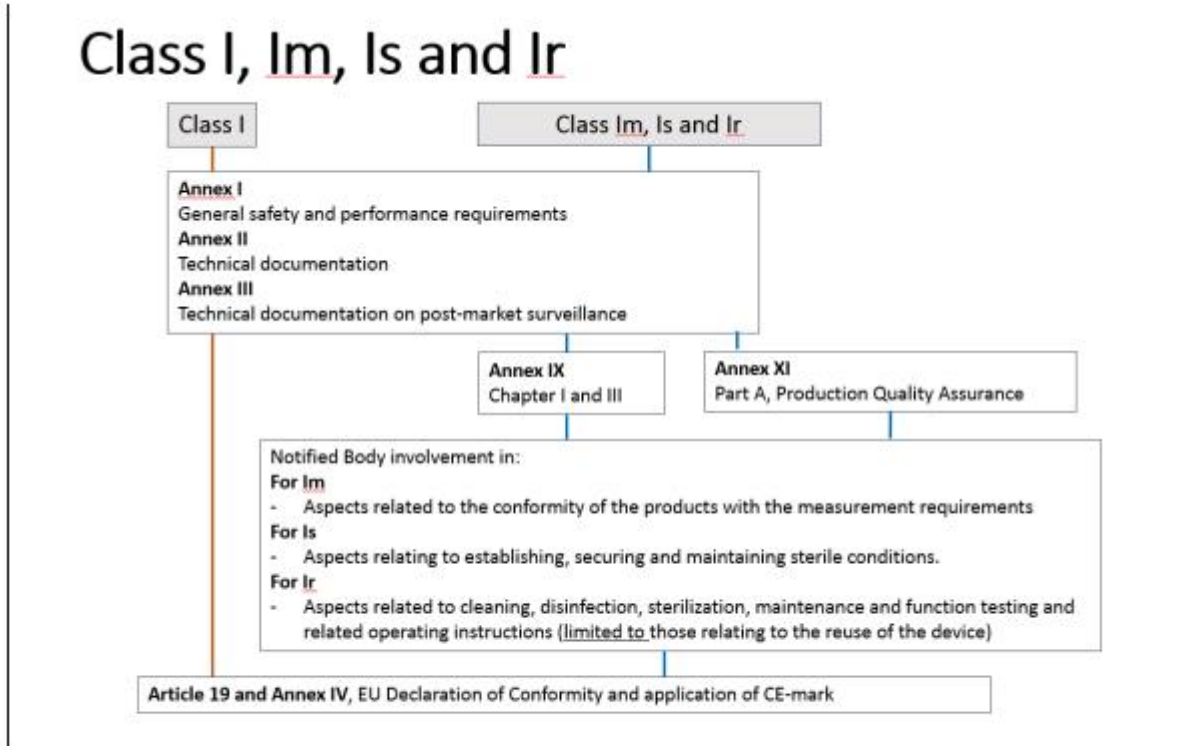 Class I, Im, Is and Ir
Class I
Class Im, Is and Ir
Annex I
General safety and performance requirements
Annex II
Technical documentation
Annex III
Technical documentation on post-market surveillance
Annex IX
Chapter I and III
Annex XI
Part A, Production Quality Assurance
Notified Body involvement in:
For Im
- Aspects related to the conformity of the products with the measurement requirements
For Is
- Aspects relating to establishing, securing and maintaining sterile conditions.
For Ir
- Aspects related to cleaning, disinfection, sterilization, maintenance and function testing and
related operating instructions (limited to those relating to the reuse of the device)
Article 19 and Annex IV, EU Declaration of Conformity and application of CE-mark